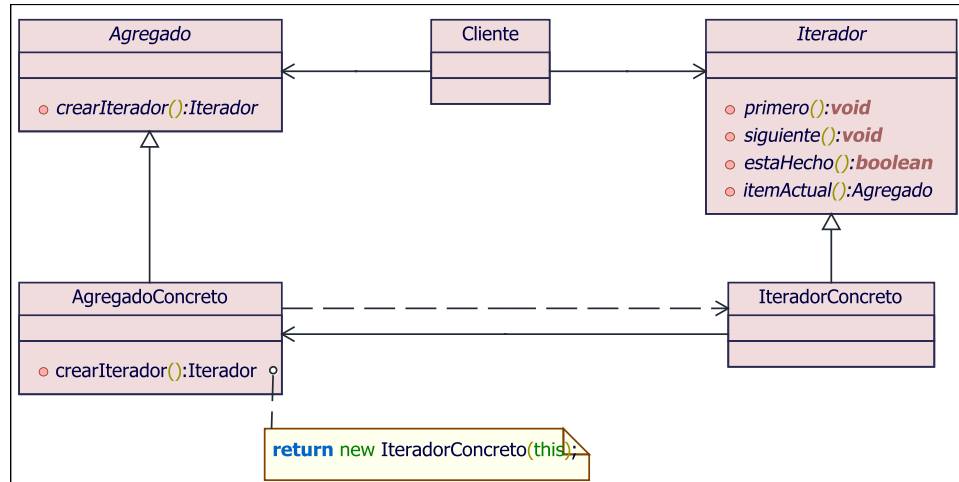 Agregado
crearIterador():Iterador
Cliente
Iterador
primero():void
siguiente():void
estaHecho():boolean
itemActual():Agregado
AgregadoConcreto
crearIterador():Iterador
IteradorConcreto
return new IteradorConcreto(this);